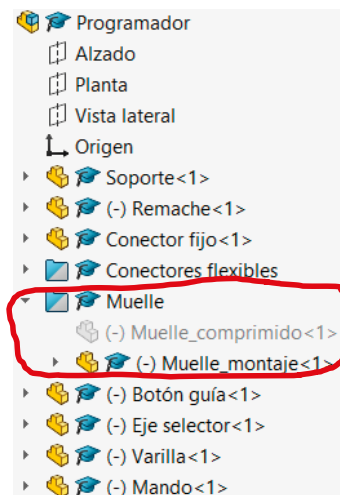 Programador
Alzado
Planta
Vista lateral
Origen
Soporte<1>
(-) Remache<1>
Conector fijo<1>
Conectores flexibles
Muelle
(-) Muelle_comprimido<1>
(-) Muelle_montaje<1>
(-) Botón guía<1>
(-) Eje selector<1>
(-) Varilla<1>
(-) Mando<1>